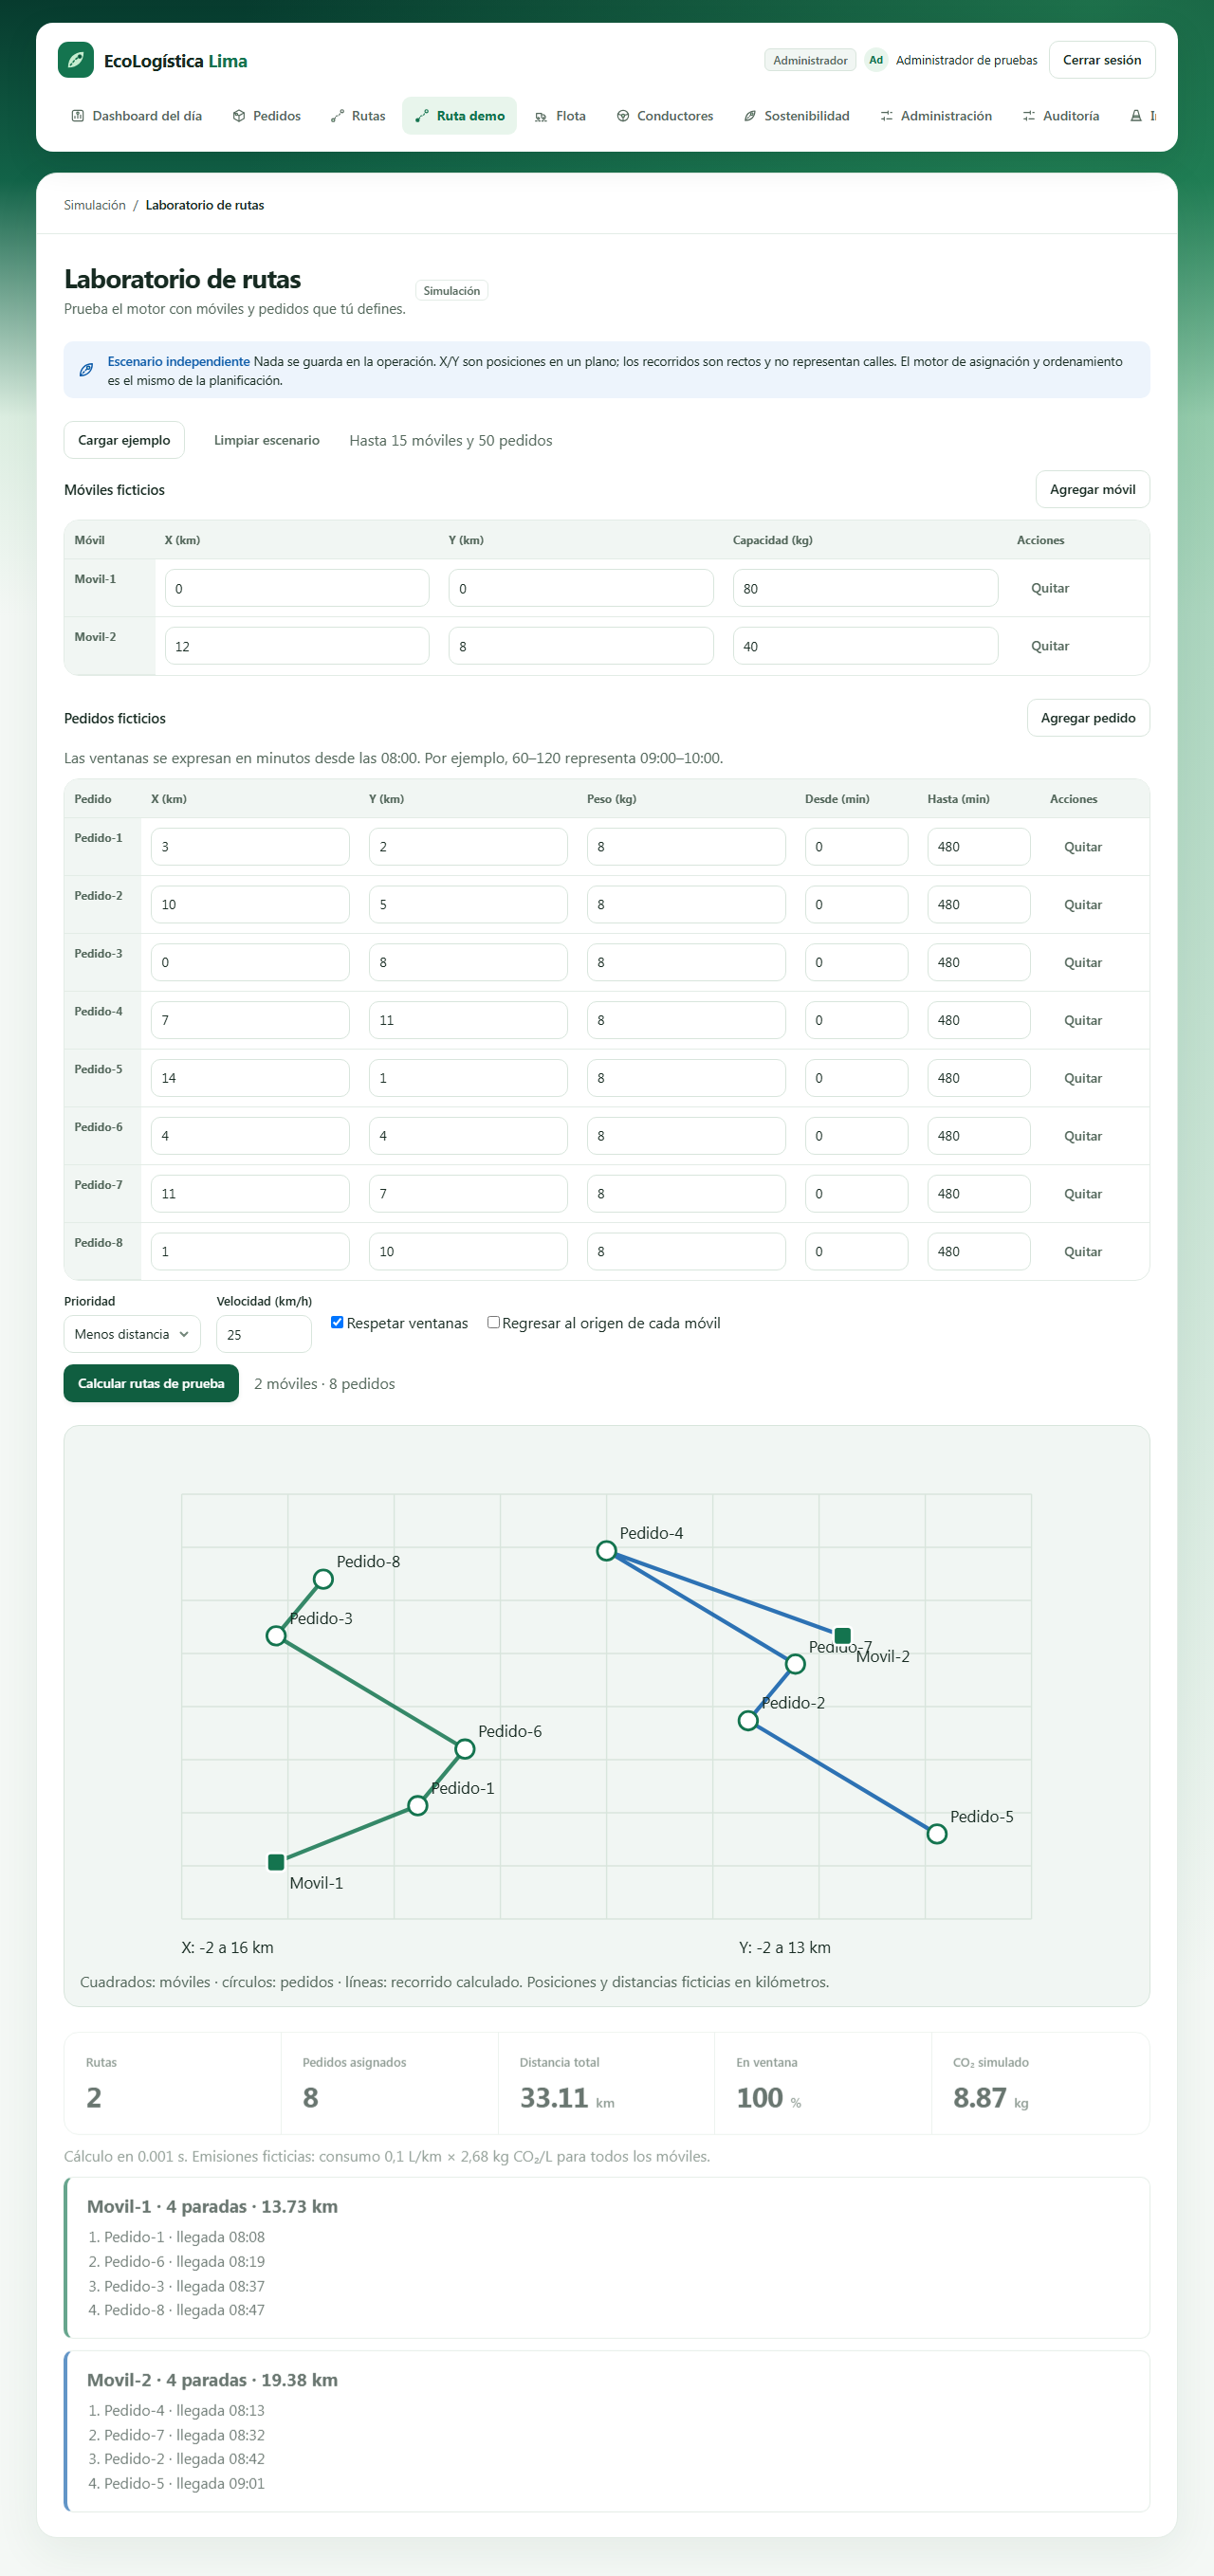 EcoLogística Lima
Administrador
Ad
Administrador de pruebas
Cerrar sesión
Dashboard del día
Pedidos
Rutas
Ruta demo
Flota
Conductores
Sostenibilidad
Administración
Auditoría
Simulación / Laboratorio de rutas
Laboratorio de rutas
Simulación
Prueba el motor con móviles y pedidos que tú defines.
Escenario independiente Nada se guarda en la operación. X/Y son posiciones en un plano; los recorridos son rectos y no representan calles. El motor de asignación y ordenamiento
es el mismo de la planificación.
Cargar ejemplo Limpiar escenario Hasta 15 móviles y 50 pedidos
Móviles ficticios Agregar móvil
Móvil X (km) Y (km) Capacidad (kg) Acciones
Movil-1 0 0 80 Quitar
Movil-2 12 8 40 Quitar
Pedidos ficticios Agregar pedido
Las ventanas se expresan en minutos desde las 08:00. Por ejemplo, 60–120 representa 09:00–10:00.
Pedido X (km) Y (km) Peso (kg) Desde (min) Hasta (min) Acciones
Pedido-1 3 2 8 0 480 Quitar
Pedido-2 10 5 8 0 480 Quitar
Pedido-3 0 8 8 0 480 Quitar
Pedido-4 7 11 8 0 480 Quitar
Pedido-5 14 1 8 0 480 Quitar
Pedido-6 4 4 8 0 480 Quitar
Pedido-7 11 7 8 0 480 Quitar
Pedido-8 1 10 8 0 480 Quitar
Prioridad Velocidad (km/h)
Menos distancia 25 Respetar ventanas Regresar al origen de cada móvil
Calcular rutas de prueba 2 móviles · 8 pedidos
Pedido-4
Pedido-8
Pedido-3
Pedido-7
Movil-2
Pedido-2
Pedido-6
Pedido-1
Pedido-5
Movil-1
X: -2 a 16 km Y: -2 a 13 km
Cuadrados: móviles · círculos: pedidos · líneas: recorrido calculado. Posiciones y distancias ficticias en kilómetros.
Rutas Pedidos asignados Distancia total En ventana CO₂ simulado
2 8 33.11 km 100 % 8.87 kg
Cálculo en 0.001 s. Emisiones ficticias: consumo 0,1 L/km × 2,68 kg CO₂/L para todos los móviles.
Movil-1 · 4 paradas · 13.73 km
1. Pedido-1 · llegada 08:08
2. Pedido-6 · llegada 08:19
3. Pedido-3 · llegada 08:37
4. Pedido-8 · llegada 08:47
Movil-2 · 4 paradas · 19.38 km
1. Pedido-4 · llegada 08:13
2. Pedido-7 · llegada 08:32
3. Pedido-2 · llegada 08:42
4. Pedido-5 · llegada 09:01